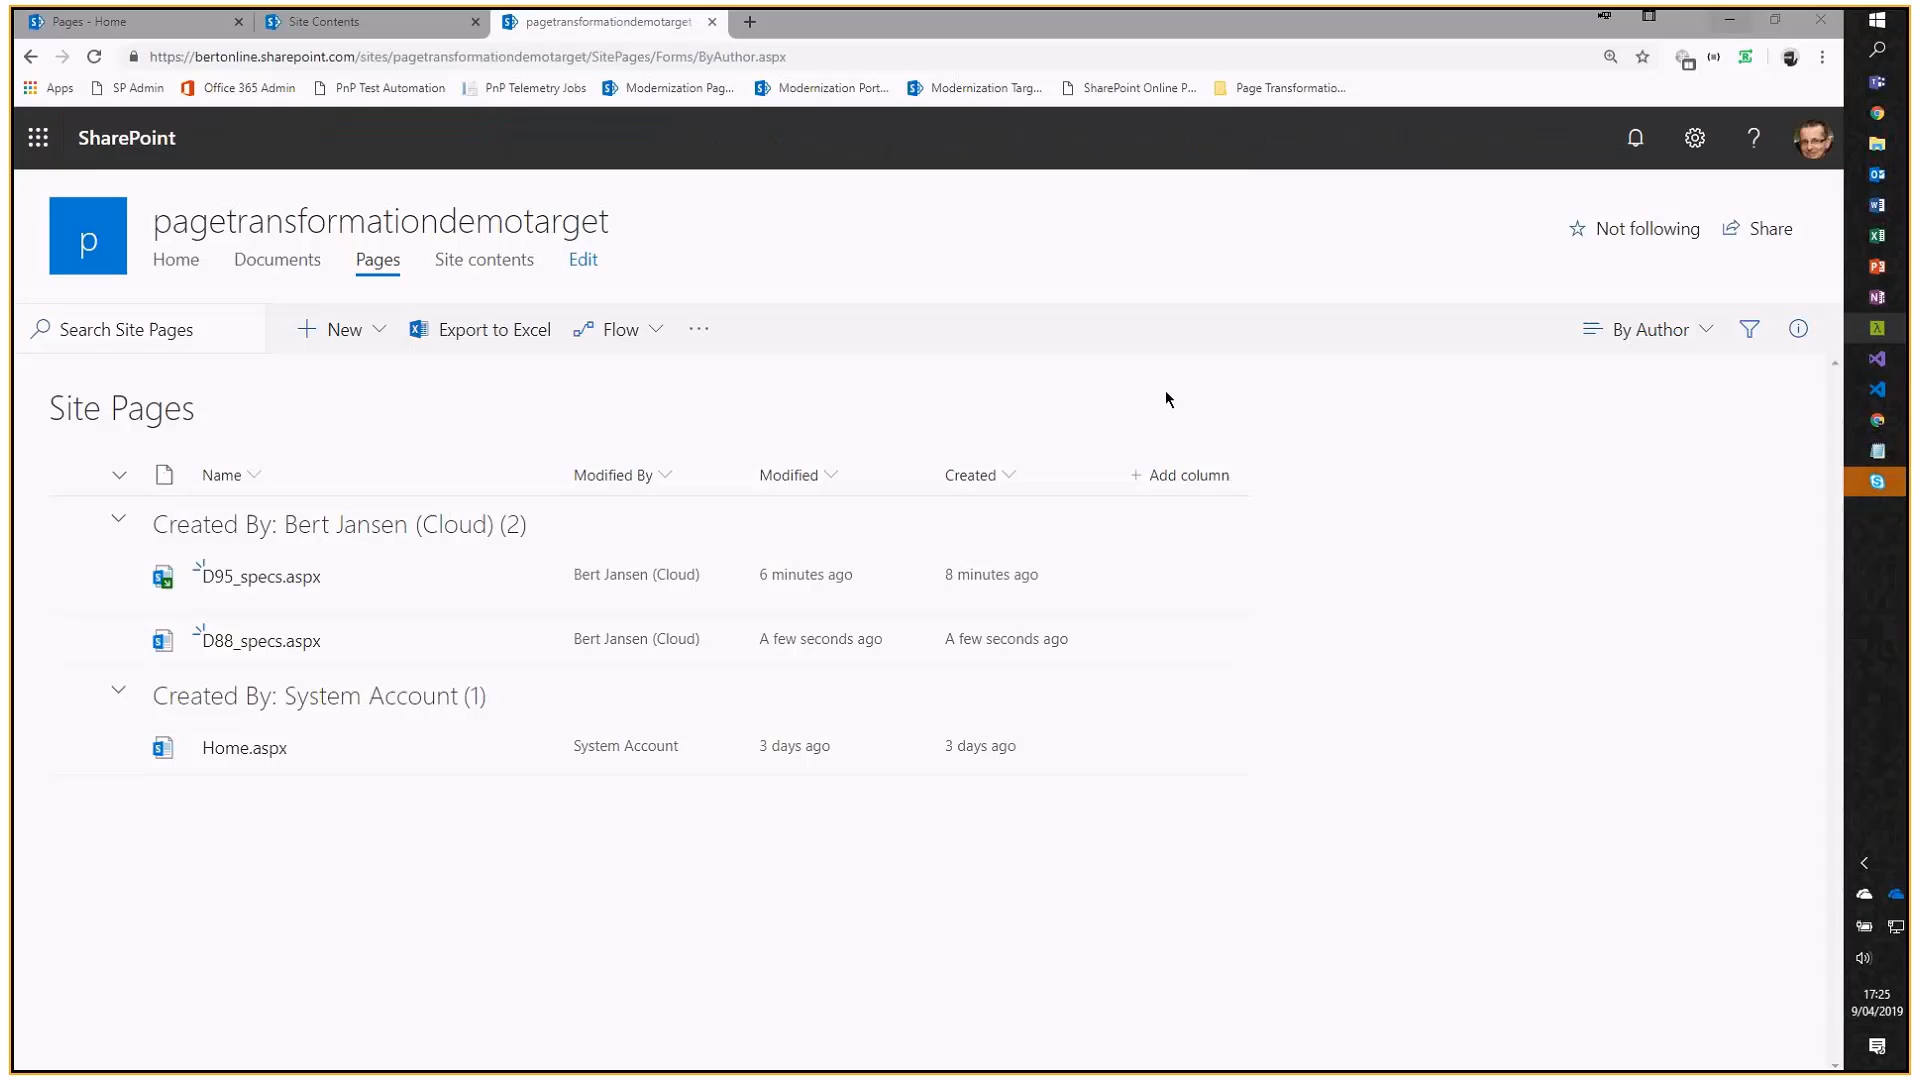 Pages - Home
Site Contents
pagetransformationdemotarget
https://bertonline.sharepoint.com/sites/pagetransformationdemotarget/SitePages/Forms/ByAuthor.aspx
Apps SP Admin Office 365 Admin PnP Test Automation PnP Telemetry Jobs Modernization Pag... Modernization Port... Modernization Targ... SharePoint Online P... Page Transformatio...
SharePoint
p
pagetransformationdemotarget
Not following Share
Home Documents Pages Site contents Edit
Search Site Pages New Export to Excel Flow ... By Author
Site Pages
Name Modified By Modified Created + Add column
Created By: Bert Jansen (Cloud) (2)
D95_specs.aspx Bert Jansen (Cloud) 6 minutes ago 8 minutes ago
D88_specs.aspx Bert Jansen (Cloud) A few seconds ago A few seconds ago
Created By: System Account (1)
Home.aspx System Account 3 days ago 3 days ago
17:25
9/04/2019